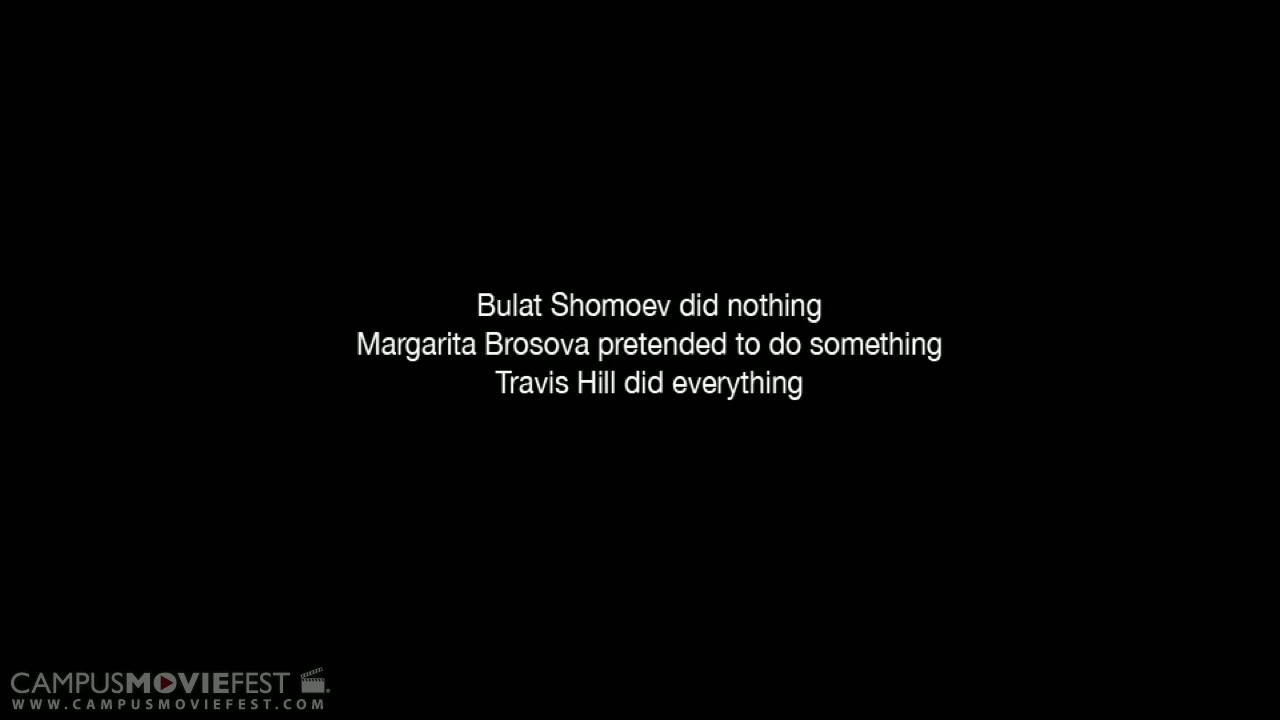 Bulat Shomoev did nothing
Margarita Brosova pretended to do something
Travis Hill did everything
CAMPUSMOVIEFEST
WWW.CAMPUSMOVIEFEST.COM